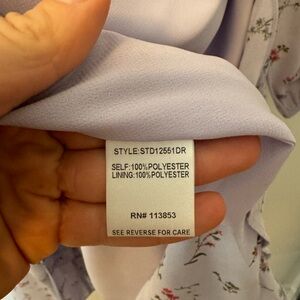 STYLE:STD12551DR
SELF:100%POLYESTER
LINING:100%POLYESTER
RN# 113853
SEE REVERSE FOR CARE